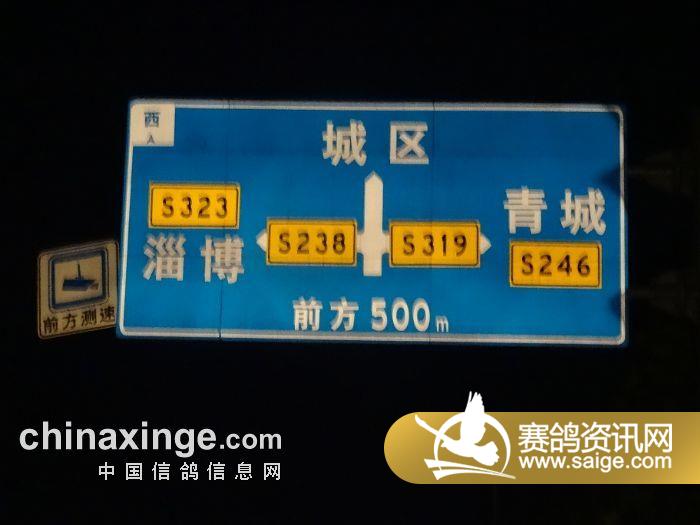 西
城区
S323
青城
S238
S319
淄博
S246
前方500m
前方测速
chinaxinge.com
中国信鸽信息网
赛鸽资讯网
www.saige.com